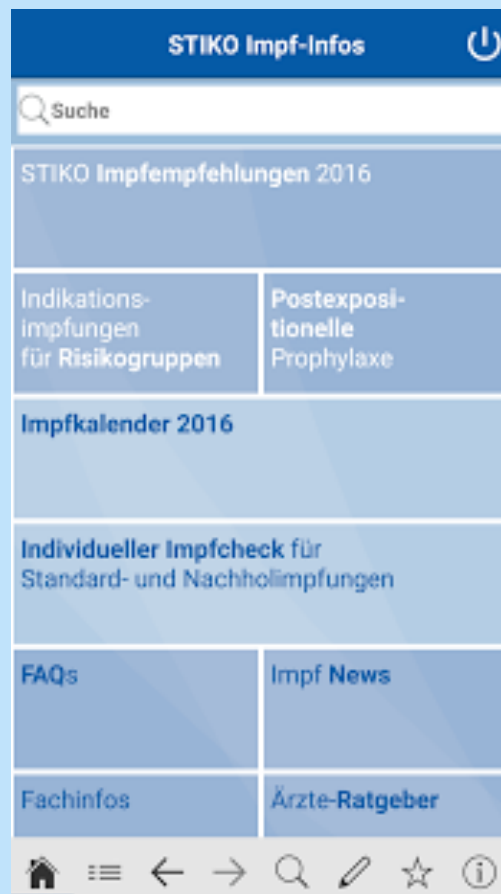 STIKO Impf-Infos
Suche
STIKO Impfempfehlungen 2016
Indikations-
impfungen
für Risikogruppen
Postexposi-
tionelle
Prophylaxe
Impfkalender 2016
Individueller Impfcheck für
Standard- und Nachholimpfungen
FAQs
Impf News
Fachinfos
Ärzte-Ratgeber